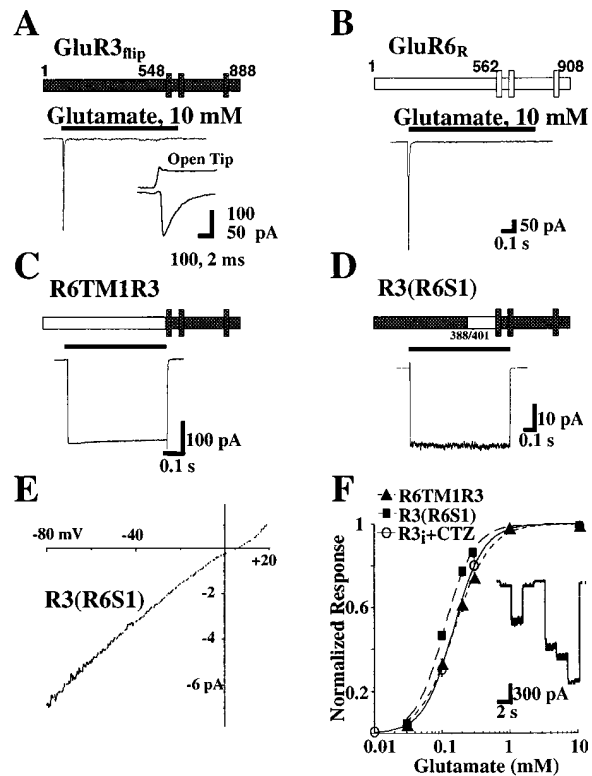 A
GluR3flip
1 548 888
Glutamate, 10 mM
Open Tip
100
50 pA
100, 2 ms
B
GluR6R
1 562 908
Glutamate, 10 mM
50 pA
0.1 s
C
R6TM1R3
100 pA
0.1 s
D
R3(R6S1)
388/401
10 pA
0.1 s
E
-80 mV -40
+20
R3(R6S1)
-2
-4
-6 pA
F
R6TM1R3
R3(R6S1)
R3i+CTZ
Normalized Response
1
0.6
0.2
300 pA
2 s
0.01 0.1 1 10
Glutamate (mM)